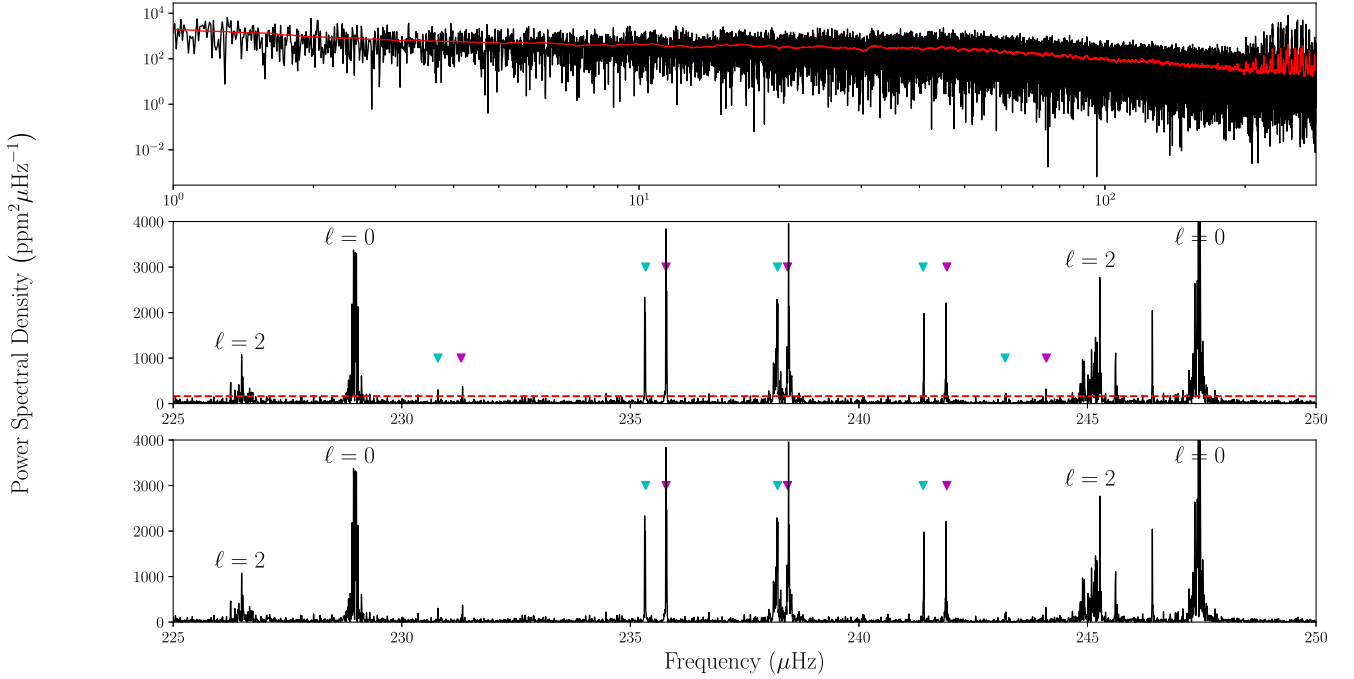 Power Spectral Density (ppm²μHz⁻¹)
10⁴
10²
10⁰
10⁻²
10⁰ 10¹ 10²
4000
3000
2000
1000
0
ℓ = 2 ℓ = 0 ℓ = 2 ℓ = 0
225 230 235 240 245 250
4000
3000
2000
1000
0
ℓ = 2 ℓ = 0 ℓ = 2 ℓ = 0
225 230 235 240 245 250
Frequency (μHz)